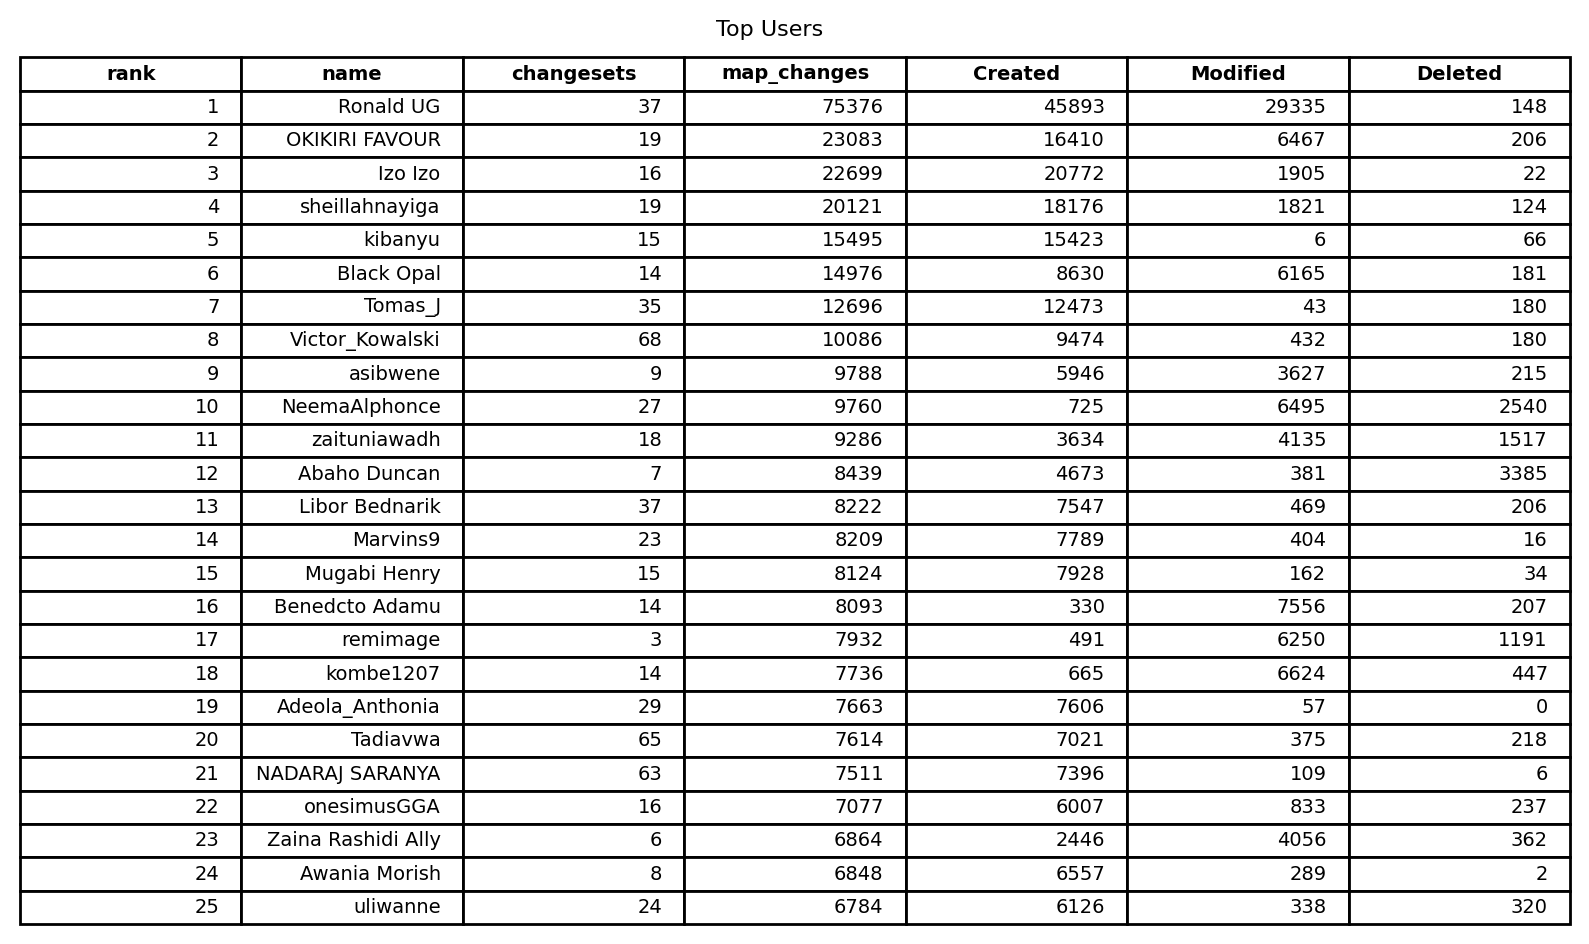 Top Users
rank name changesets map_changes Created Modified Deleted
1 Ronald UG 37 75376 45893 29335 148
2 OKIKIRI FAVOUR 19 23083 16410 6467 206
3 Izo Izo 16 22699 20772 1905 22
4 sheillahnayiga 19 20121 18176 1821 124
5 kibanyu 15 15495 15423 6 66
6 Black Opal 14 14976 8630 6165 181
7 Tomas_J 35 12696 12473 43 180
8 Victor_Kowalski 68 10086 9474 432 180
9 asibwene 9 9788 5946 3627 215
10 NeemaAlphonce 27 9760 725 6495 2540
11 zaituniawadh 18 9286 3634 4135 1517
12 Abaho Duncan 7 8439 4673 381 3385
13 Libor Bednarik 37 8222 7547 469 206
14 Marvins9 23 8209 7789 404 16
15 Mugabi Henry 15 8124 7928 162 34
16 Benedcto Adamu 14 8093 330 7556 207
17 remimage 3 7932 491 6250 1191
18 kombe1207 14 7736 665 6624 447
19 Adeola_Anthonia 29 7663 7606 57 0
20 Tadiavwa 65 7614 7021 375 218
21 NADARAJ SARANYA 63 7511 7396 109 6
22 onesimusGGA 16 7077 6007 833 237
23 Zaina Rashidi Ally 6 6864 2446 4056 362
24 Awania Morish 8 6848 6557 289 2
25 uliwanne 24 6784 6126 338 320